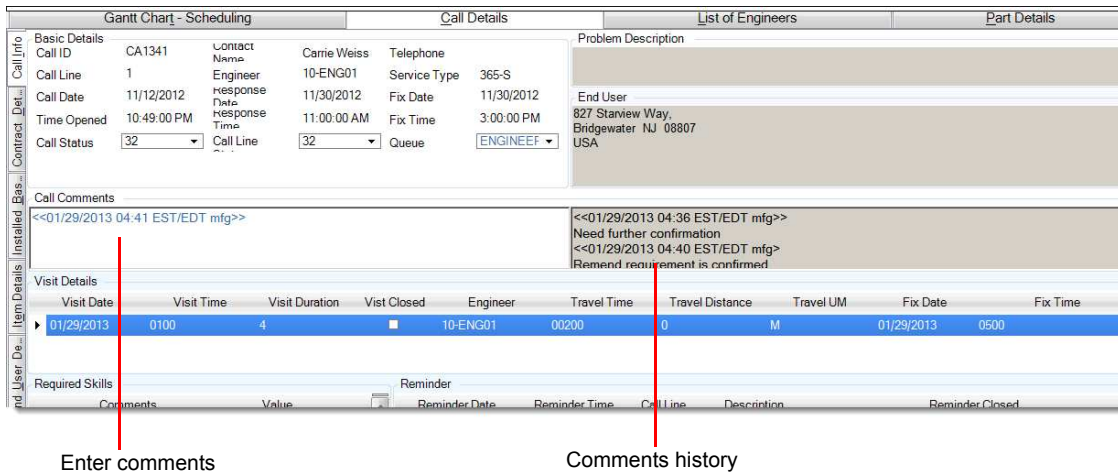 Gantt Chart - Scheduling Call Details List of Engineers Part Details
Call Info
Contract Det...
Installed Bas...
Item Details
nd User De...
Basic Details
Call ID CA1341 Contact Name Carrie Weiss Telephone
Call Line 1 Engineer 10-ENG01 Service Type 365-S
Call Date 11/12/2012 Response Date 11/30/2012 Fix Date 11/30/2012
Time Opened 10:49:00 PM Response Time 11:00:00 AM Fix Time 3:00:00 PM
Call Status 32 Call Line 32 Queue ENGINEEF
Problem Description
End User
827 Starview Way,
Bridgewater NJ 08807
USA
Call Comments
<<01/29/2013 04:41 EST/EDT mfg>>
<<01/29/2013 04:36 EST/EDT mfg>>
Need further confirmation
<<01/29/2013 04:40 EST/EDT mfg>
Remend requirement is confirmed
Visit Details
Visit Date Visit Time Visit Duration Vist Closed Engineer Travel Time Travel Distance Travel UM Fix Date Fix Time
01/29/2013 0100 4 10-ENG01 00200 0 M 01/29/2013 0500
Required Skills Reminder
Comments Value Reminder Date Reminder Time Call Line Description Reminder Closed
Enter comments Comments history